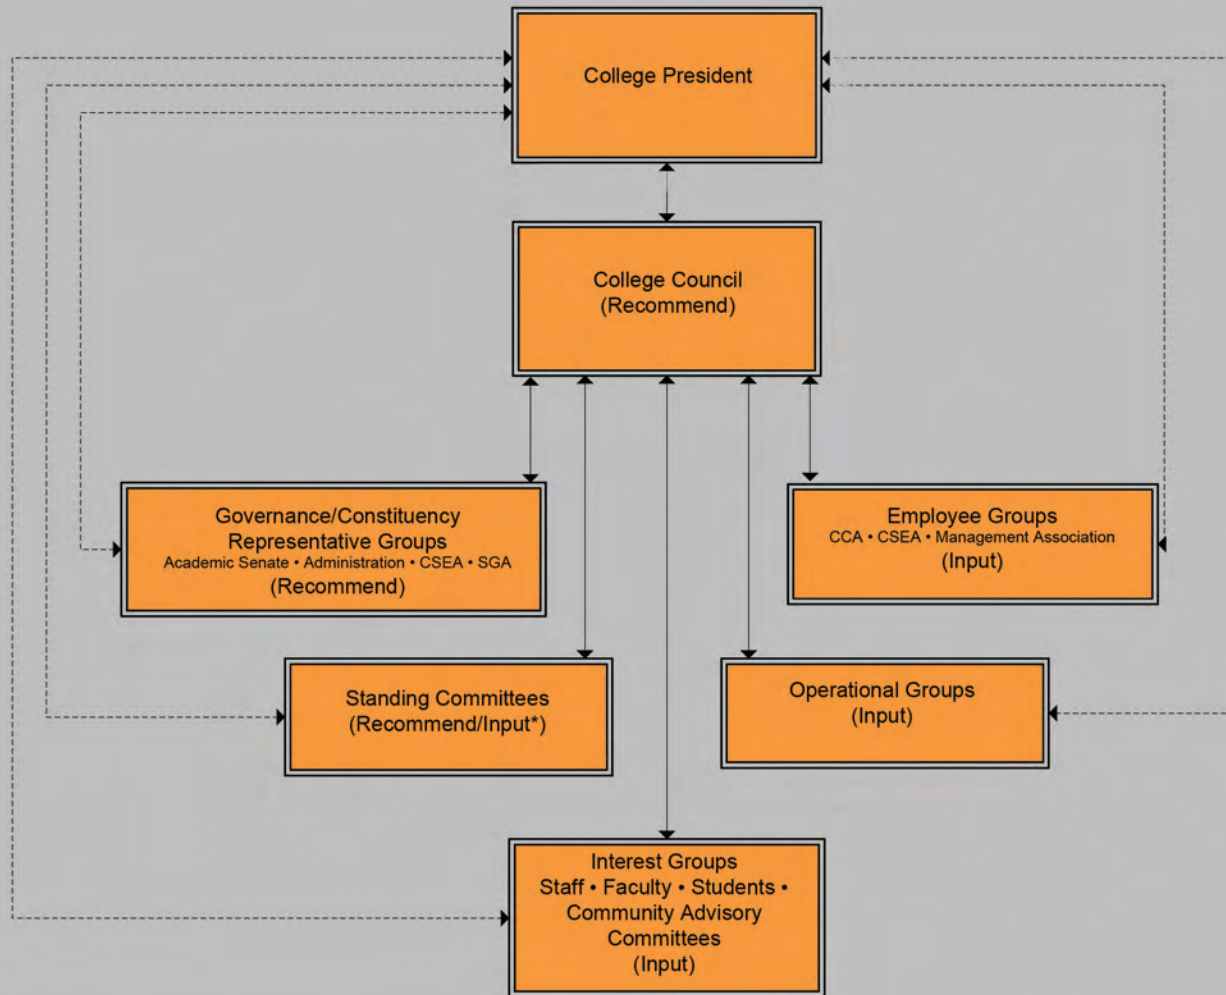 College President
College Council
(Recommend)
Governance/Constituency
Representative Groups
Academic Senate • Administration • CSEA • SGA
(Recommend)
Employee Groups
CCA • CSEA • Management Association
(Input)
Standing Committees
(Recommend/Input*)
Operational Groups
(Input)
Interest Groups
Staff • Faculty • Students •
Community Advisory
Committees
(Input)